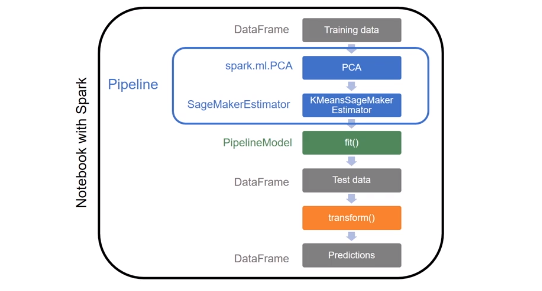 Notebook with Spark
DataFrame
Training data
Pipeline
spark.ml.PCA
PCA
SageMakerEstimator
KMeansSageMaker
Estimator
PipelineModel
fit()
DataFrame
Test data
transform()
DataFrame
Predictions